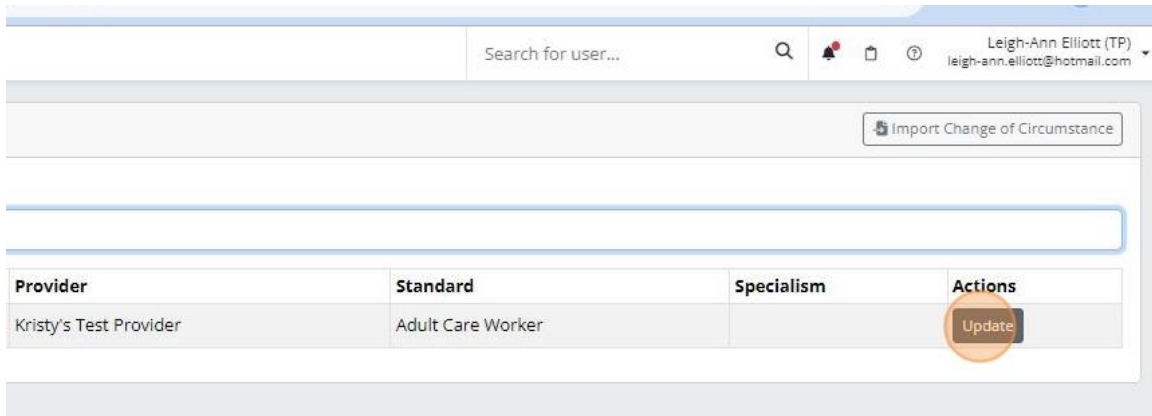 Search for user...
Leigh-Ann Elliott (TP)
leigh-ann.elliott@hotmail.com
Import Change of Circumstance
Provider Standard Specialism Actions
Kristy's Test Provider Adult Care Worker Update